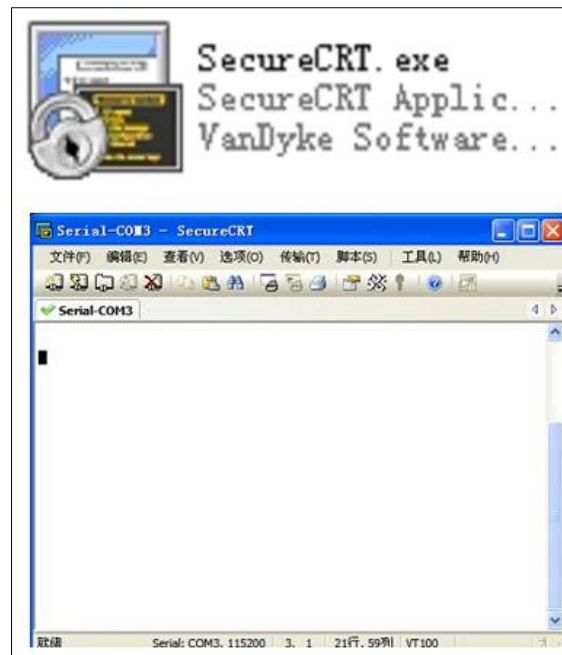 SecureCRT.exe
SecureCRT Applic...
VanDyke Software...
Serial-COM3 - SecureCRT
文件(F) 编辑(E) 查看(V) 选项(O) 传输(T) 脚本(S) 工具(L) 帮助(H)
Serial-COM3
就绪 Serial: COM3, 115200 3, 1 21行, 59列 VT100